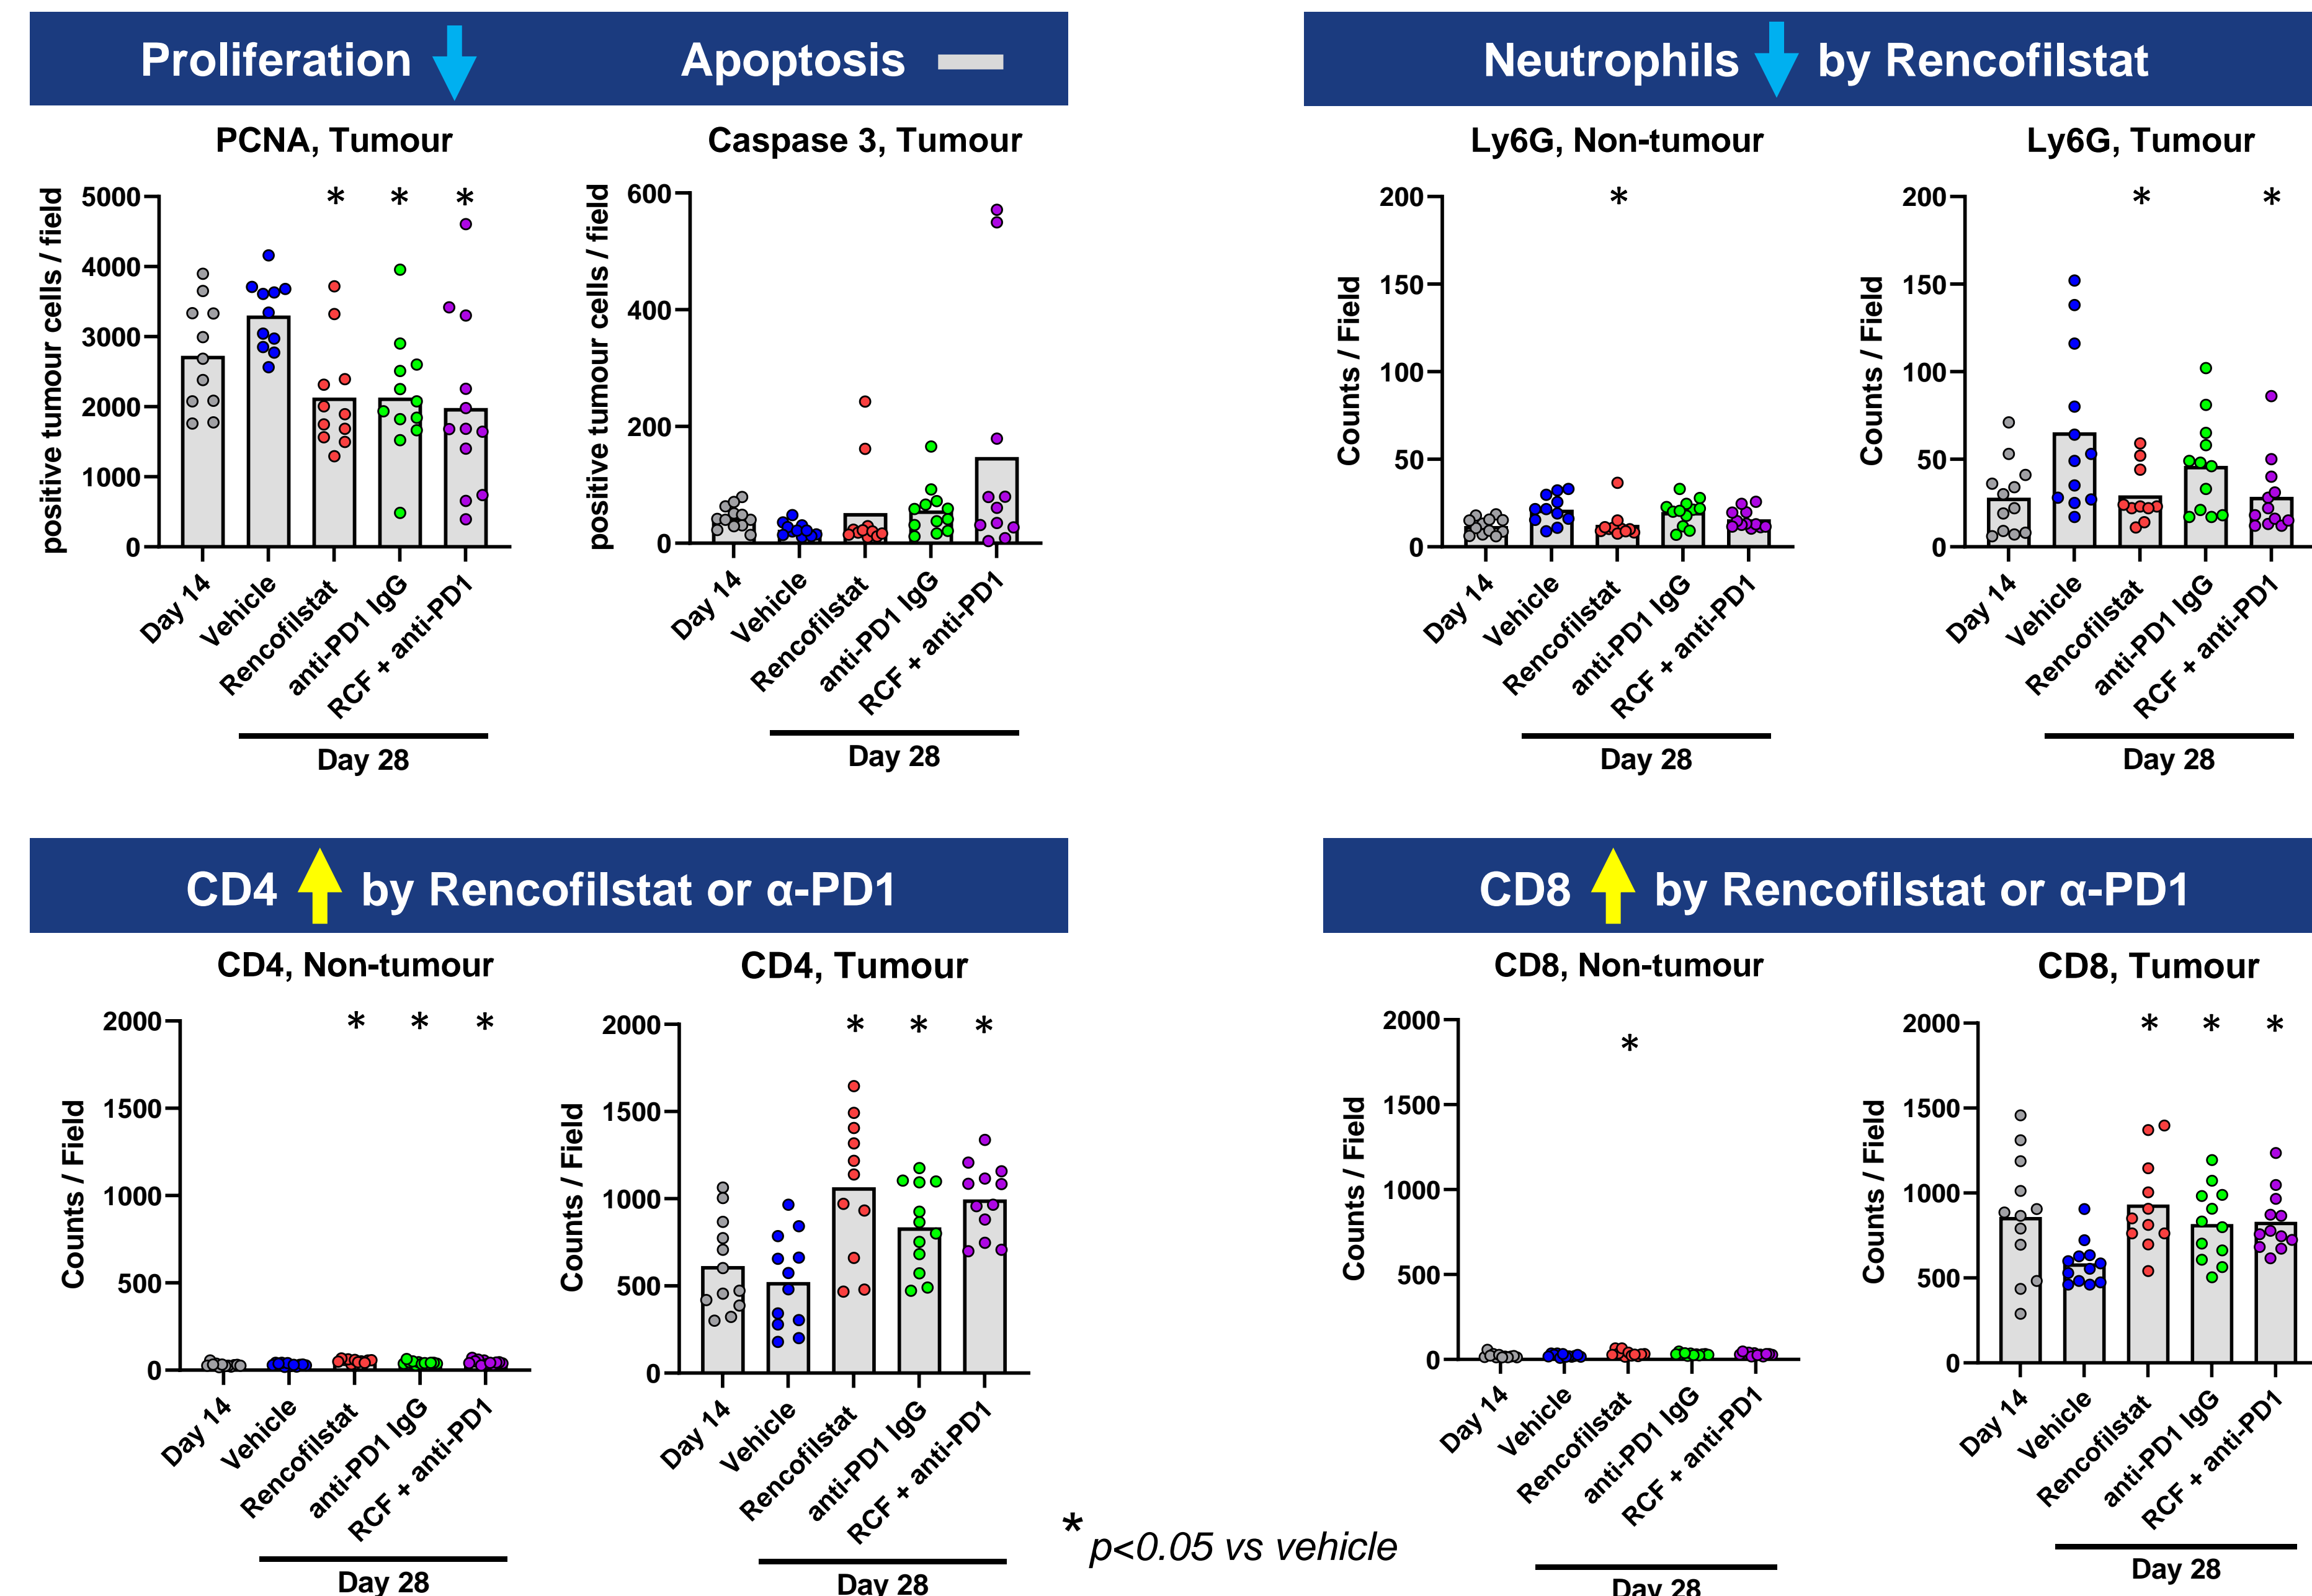 Proliferation Apoptosis
Neutrophils by Rencofilstat
PCNA, Tumour
positive tumour cells / field
5000
4000
3000
2000
1000
0
* * *
Day 14
Vehicle
Rencofilstat
anti-PD1 IgG
RCF + anti-PD1
Day 28
Caspase 3, Tumour
positive tumour cells / field
600
400
200
0
Day 14
Vehicle
Rencofilstat
anti-PD1 IgG
RCF + anti-PD1
Day 28
Ly6G, Non-tumour
Counts / Field
200
150
100
50
0
*
Day 14
Vehicle
Rencofilstat
anti-PD1 IgG
RCF + anti-PD1
Day 28
Ly6G, Tumour
Counts / Field
200
150
100
50
0
* *
Day 14
Vehicle
Rencofilstat
anti-PD1 IgG
RCF + anti-PD1
Day 28
CD4 by Rencofilstat or α-PD1
CD8 by Rencofilstat or α-PD1
CD4, Non-tumour
Counts / Field
2000
1500
1000
500
0
* * *
Day 14
Vehicle
Rencofilstat
anti-PD1 IgG
RCF + anti-PD1
Day 28
CD4, Tumour
Counts / Field
2000
1500
1000
500
0
* * *
Day 14
Vehicle
Rencofilstat
anti-PD1 IgG
RCF + anti-PD1
Day 28
* p<0.05 vs vehicle
CD8, Non-tumour
Counts / Field
2000
1500
1000
500
0
*
Day 14
Vehicle
Rencofilstat
anti-PD1 IgG
RCF + anti-PD1
Day 28
CD8, Tumour
Counts / Field
2000
1500
1000
500
0
* * *
Day 14
Vehicle
Rencofilstat
anti-PD1 IgG
RCF + anti-PD1
Day 28